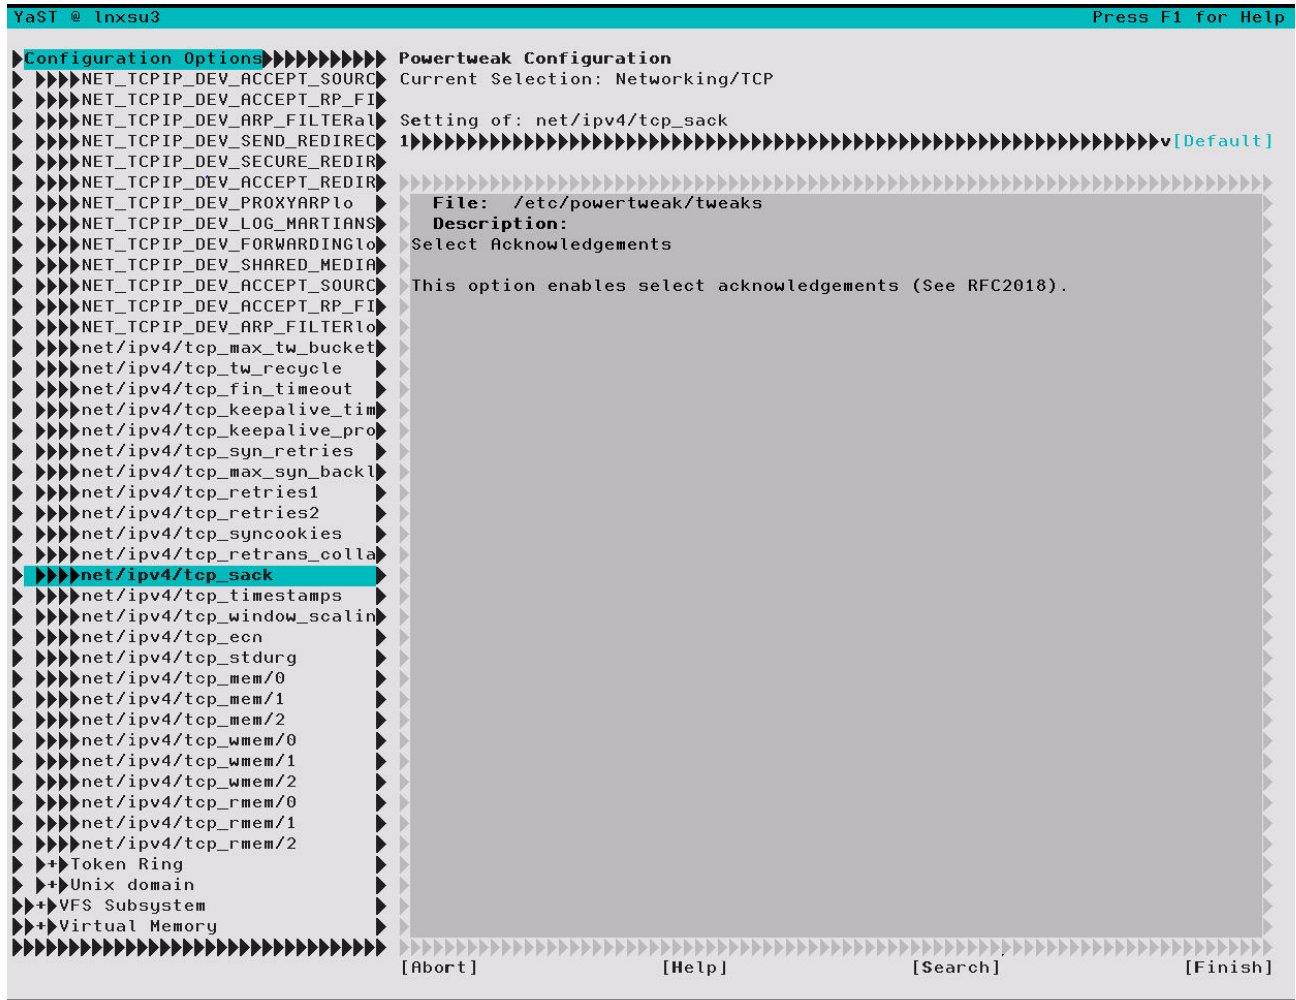 YaST @ lnxsu3 Press F1 for Help
Configuration Options
NET_TCPIP_DEV_ACCEPT_SOURC
NET_TCPIP_DEV_ACCEPT_RP_FI
NET_TCPIP_DEV_ARP_FILTERal
NET_TCPIP_DEV_SEND_REDIREC
NET_TCPIP_DEV_SECURE_REDIR
NET_TCPIP_DEV_ACCEPT_REDIR
NET_TCPIP_DEV_PROXYARPlo
NET_TCPIP_DEV_LOG_MARTIANS
NET_TCPIP_DEV_FORWARDINGlo
NET_TCPIP_DEV_SHARED_MEDIA
NET_TCPIP_DEV_ACCEPT_SOURC
NET_TCPIP_DEV_ACCEPT_RP_FI
NET_TCPIP_DEV_ARP_FILTERlo
net/ipv4/tcp_max_tw_bucket
net/ipv4/tcp_tw_recycle
net/ipv4/tcp_fin_timeout
net/ipv4/tcp_keepalive_tim
net/ipv4/tcp_keepalive_pro
net/ipv4/tcp_syn_retries
net/ipv4/tcp_max_syn_backl
net/ipv4/tcp_retries1
net/ipv4/tcp_retries2
net/ipv4/tcp_syncookies
net/ipv4/tcp_retrans_colla
net/ipv4/tcp_sack
net/ipv4/tcp_timestamps
net/ipv4/tcp_window_scalin
net/ipv4/tcp_ecn
net/ipv4/tcp_stdurg
net/ipv4/tcp_mem/0
net/ipv4/tcp_mem/1
net/ipv4/tcp_mem/2
net/ipv4/tcp_wmem/0
net/ipv4/tcp_wmem/1
net/ipv4/tcp_wmem/2
net/ipv4/tcp_rmem/0
net/ipv4/tcp_rmem/1
net/ipv4/tcp_rmem/2
+Token Ring
+Unix domain
+VFS Subsystem
+Virtual Memory
Powertweak Configuration
Current Selection: Networking/TCP
Setting of: net/ipv4/tcp_sack
1 v[Default]
File: /etc/powertweak/tweaks
Description:
Select Acknowledgements
This option enables select acknowledgements (See RFC2018).
[Abort] [Help] [Search] [Finish]